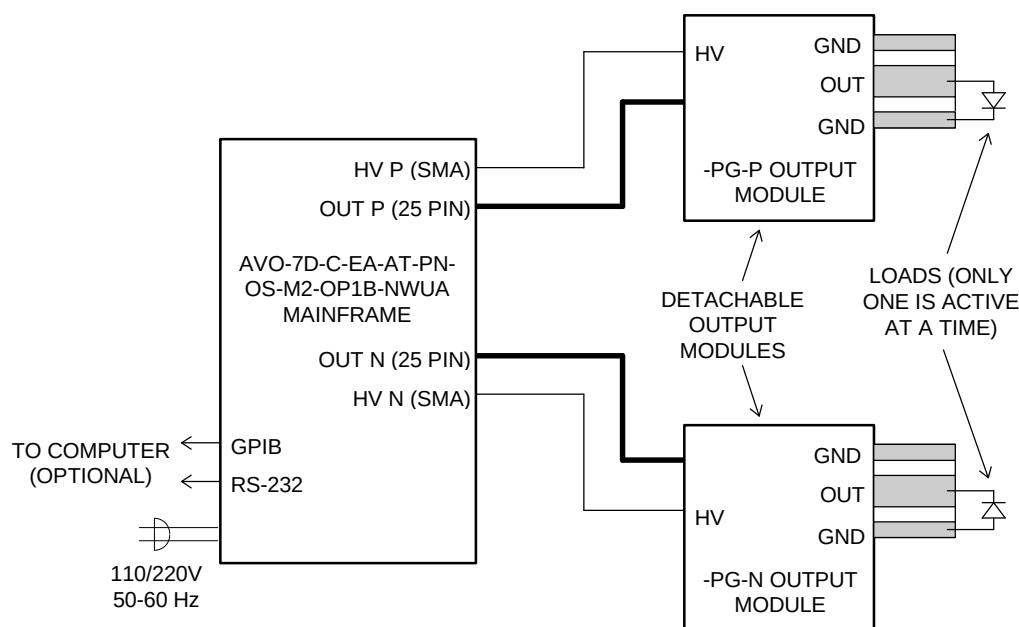 HV
GND
OUT
GND
-PG-P OUTPUT
MODULE
HV P (SMA)
OUT P (25 PIN)
AVO-7D-C-EA-AT-PN-
OS-M2-OP1B-NWUA
MAINFRAME
OUT N (25 PIN)
HV N (SMA)
GPIB
RS-232
TO COMPUTER
(OPTIONAL)
110/220V
50-60 Hz
DETACHABLE
OUTPUT
MODULES
LOADS (ONLY
ONE IS ACTIVE
AT A TIME)
GND
OUT
HV
GND
-PG-N OUTPUT
MODULE